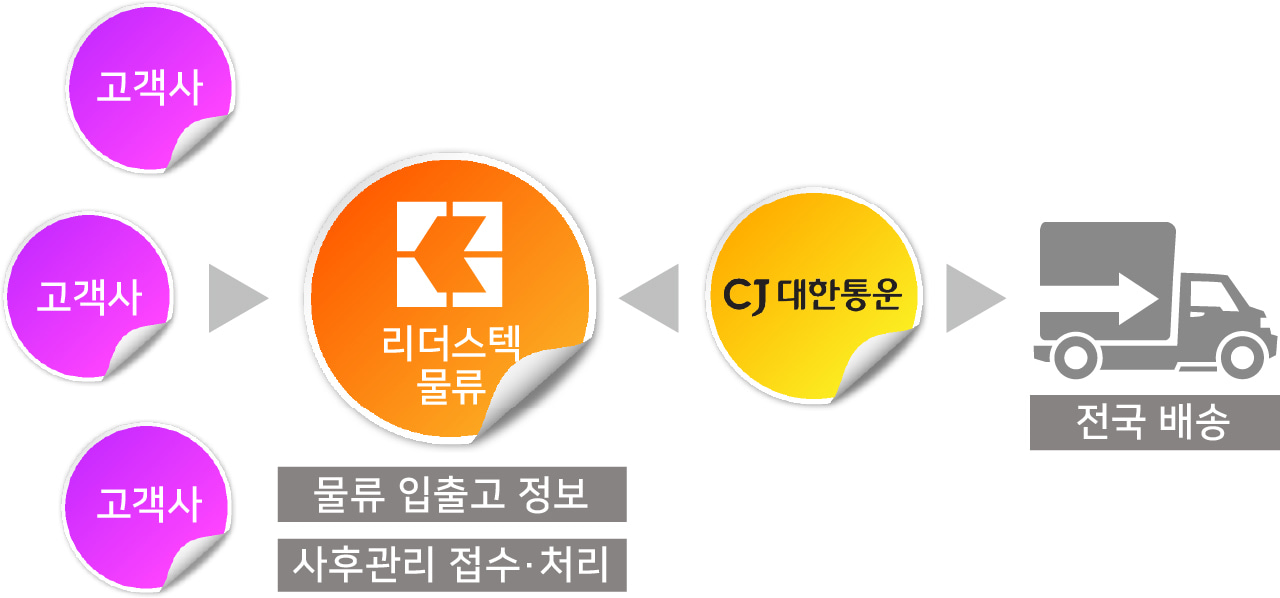 고객사
고객사
고객사
리더스텍
물류
물류 입출고 정보
사후관리 접수·처리
CJ 대한통운
전국 배송